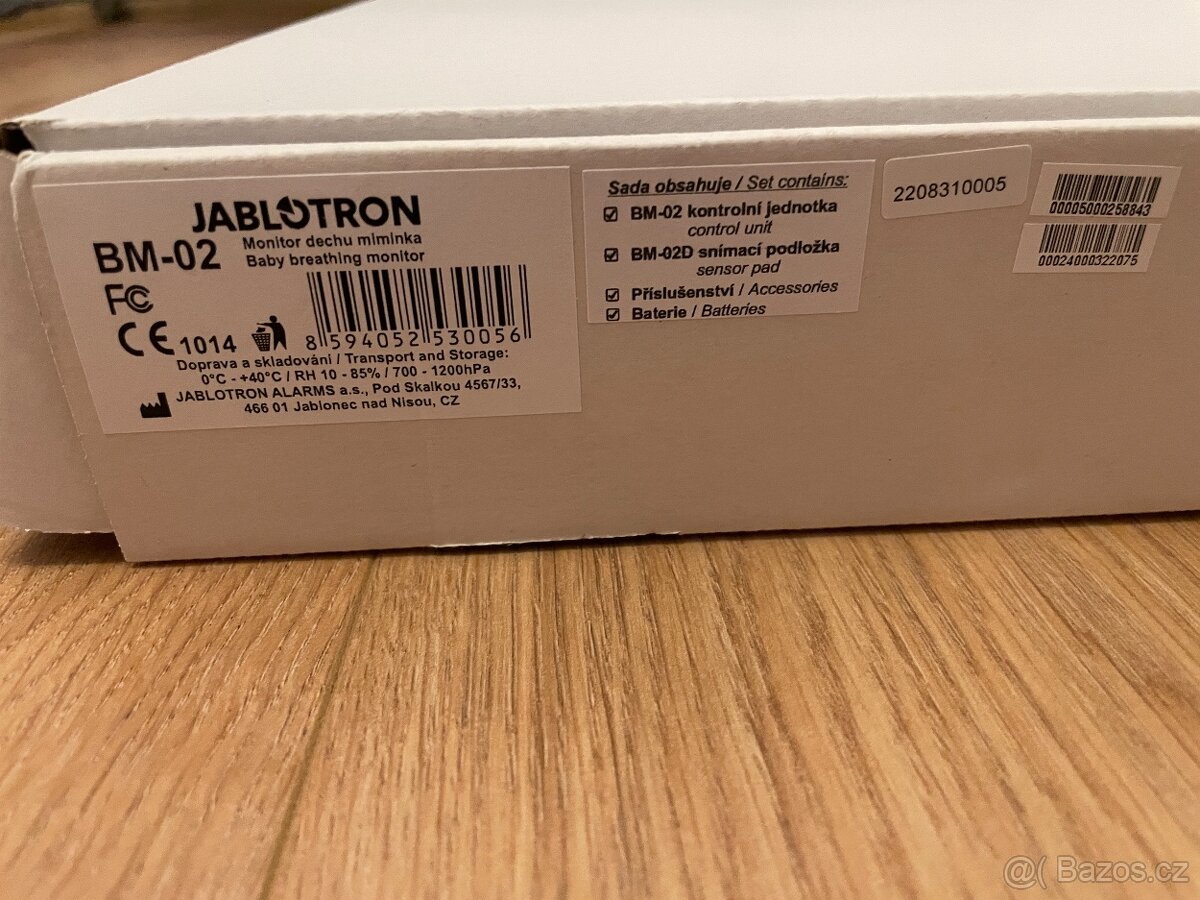 JABLOTRON
BM-02
Monitor dechu miminka
Baby breathing monitor
FC
CE 1014
8 594052 530056
Doprava a skladování / Transport and Storage:
0°C - +40°C / RH 10 - 85% / 700 - 1200hPa
JABLOTRON ALARMS a.s., Pod Skalkou 4567/33,
466 01 Jablonec nad Nisou, CZ
Sada obsahuje / Set contains:
BM-02 kontrolní jednotka
control unit
BM-02D snímací podložka
sensor pad
Příslušenství / Accessories
Baterie / Batteries
2208310005
00005000258843
00024000322075
@( Bazos.cz